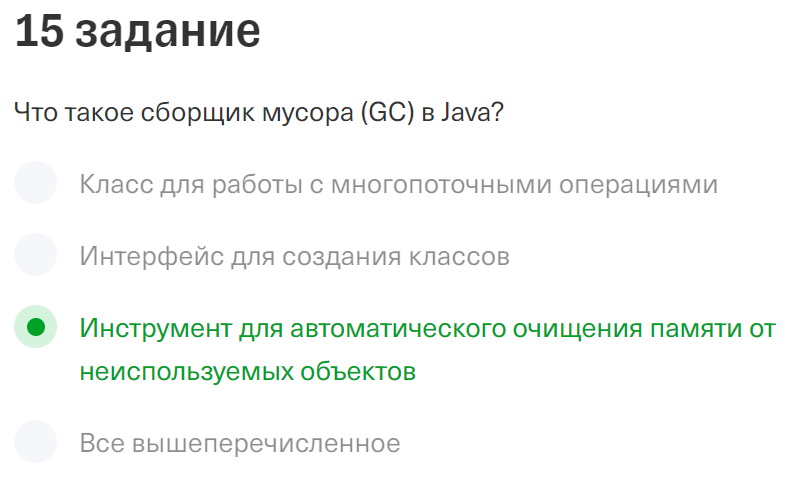 15 задание
Что такое сборщик мусора (GC) в Java?
Класс для работы с многопоточными операциями
Интерфейс для создания классов
Инструмент для автоматического очищения памяти от
неиспользуемых объектов
Все вышеперечисленное